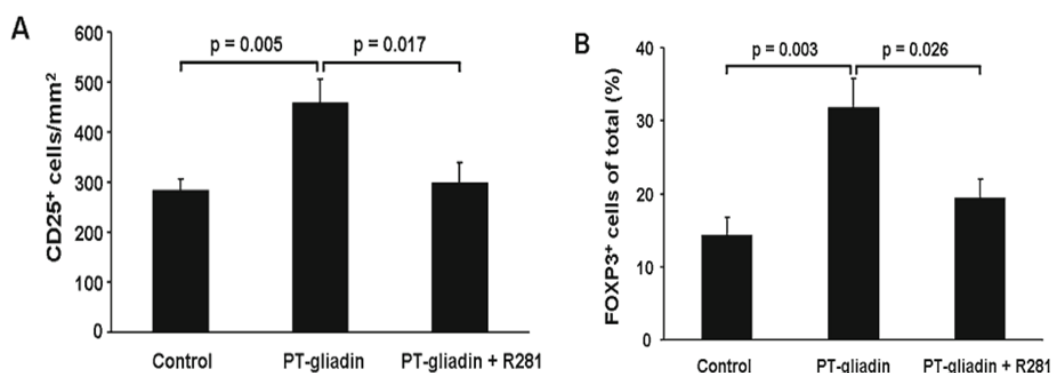 A
CD25⁺ cells/mm²
600
500
400
300
200
100
0
p = 0.005
p = 0.017
Control
PT-gliadin
PT-gliadin + R281
B
FOXP3⁺ cells of total (%)
40
30
20
10
0
p = 0.003
p = 0.026
Control
PT-gliadin
PT-gliadin + R281